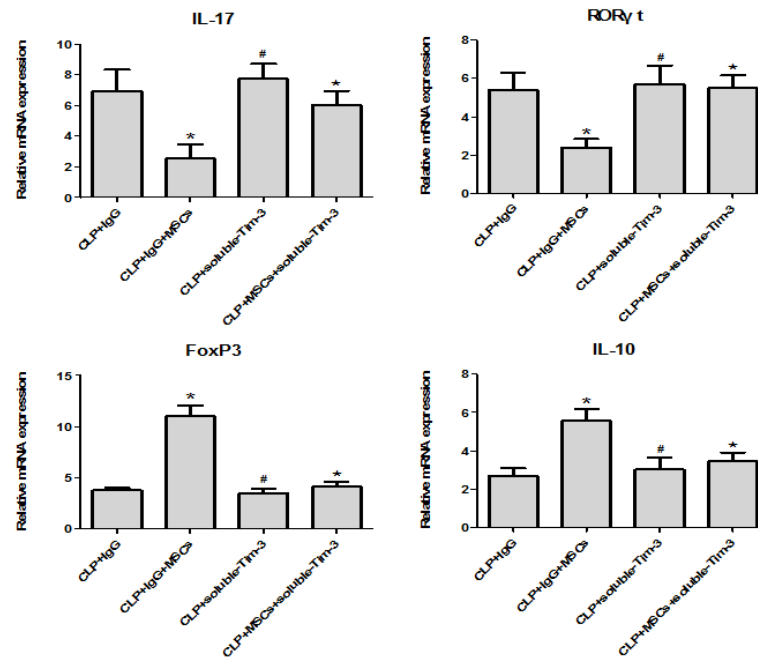 IL-17
Relative mRNA expression
10
8
6
4
2
0
*
#
*
CLP+IgG
CLP+IgG+MSCs
CLP+soluble-Tim-3
CLP+MSCs+soluble-Tim-3
RORγ t
Relative mRNA expression
8
6
4
2
0
*
#
*
CLP+IgG
CLP+IgG+MSCs
CLP+soluble-Tim-3
CLP+MSCs+soluble-Tim-3
FoxP3
Relative mRNA expression
15
10
5
0
*
#
*
CLP+IgG
CLP+IgG+MSCs
CLP+soluble-Tim-3
CLP+MSCs+soluble-Tim-3
IL-10
Relative mRNA expression
8
6
4
2
0
*
#
*
CLP+IgG
CLP+IgG+MSCs
CLP+soluble-Tim-3
CLP+MSCs+soluble-Tim-3